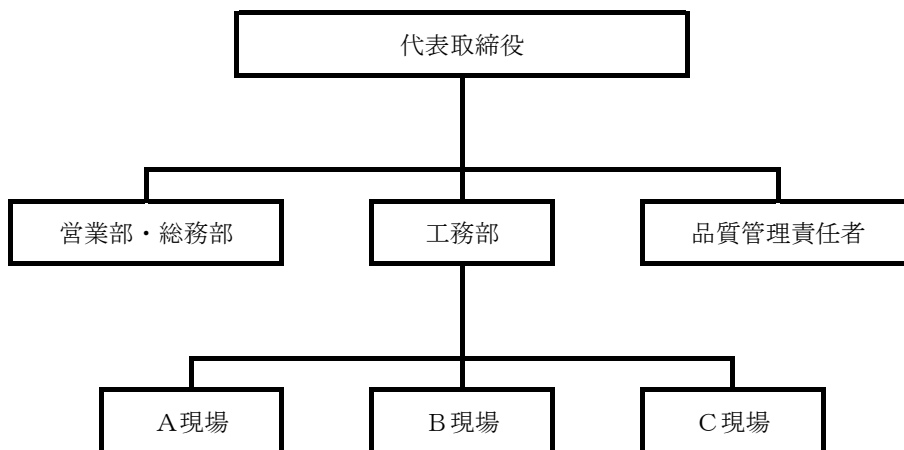 代表取締役
営業部・総務部
工務部
品質管理責任者
Ａ現場
Ｂ現場
Ｃ現場